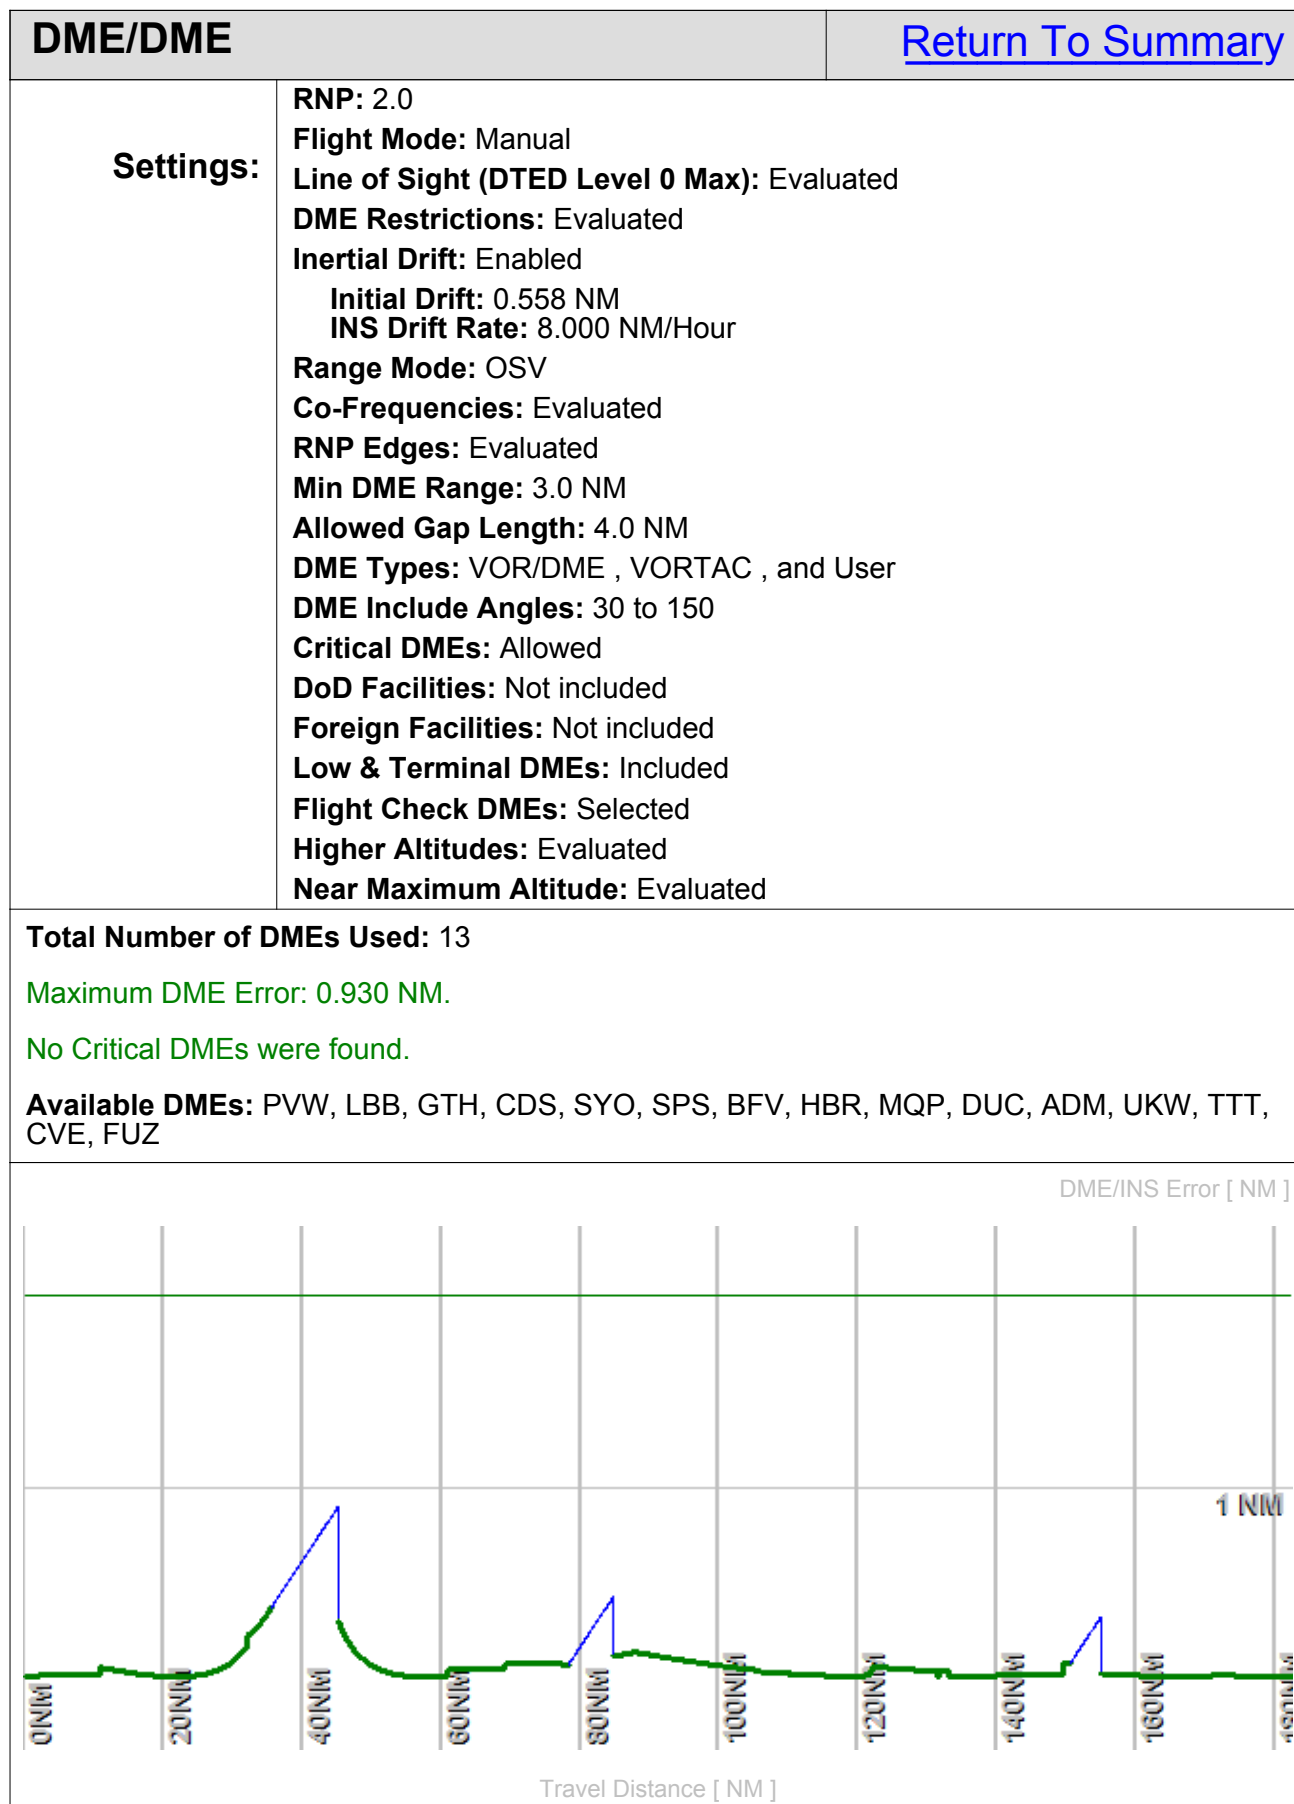 DME/DME
Return To Summary
Settings:
RNP: 2.0
Flight Mode: Manual
Line of Sight (DTED Level 0 Max): Evaluated
DME Restrictions: Evaluated
Inertial Drift: Enabled
Initial Drift: 0.558 NM
INS Drift Rate: 8.000 NM/Hour
Range Mode: OSV
Co-Frequencies: Evaluated
RNP Edges: Evaluated
Min DME Range: 3.0 NM
Allowed Gap Length: 4.0 NM
DME Types: VOR/DME , VORTAC , and User
DME Include Angles: 30 to 150
Critical DMEs: Allowed
DoD Facilities: Not included
Foreign Facilities: Not included
Low & Terminal DMEs: Included
Flight Check DMEs: Selected
Higher Altitudes: Evaluated
Near Maximum Altitude: Evaluated
Total Number of DMEs Used: 13
Maximum DME Error: 0.930 NM.
No Critical DMEs were found.
Available DMEs: PVW, LBB, GTH, CDS, SYO, SPS, BFV, HBR, MQP, DUC, ADM, UKW, TTT,
CVE, FUZ
DME/INS Error [ NM ]
1 NM
0NM
20NM
40NM
60NM
80NM
100NM
120NM
140NM
160NM
Travel Distance [ NM ]